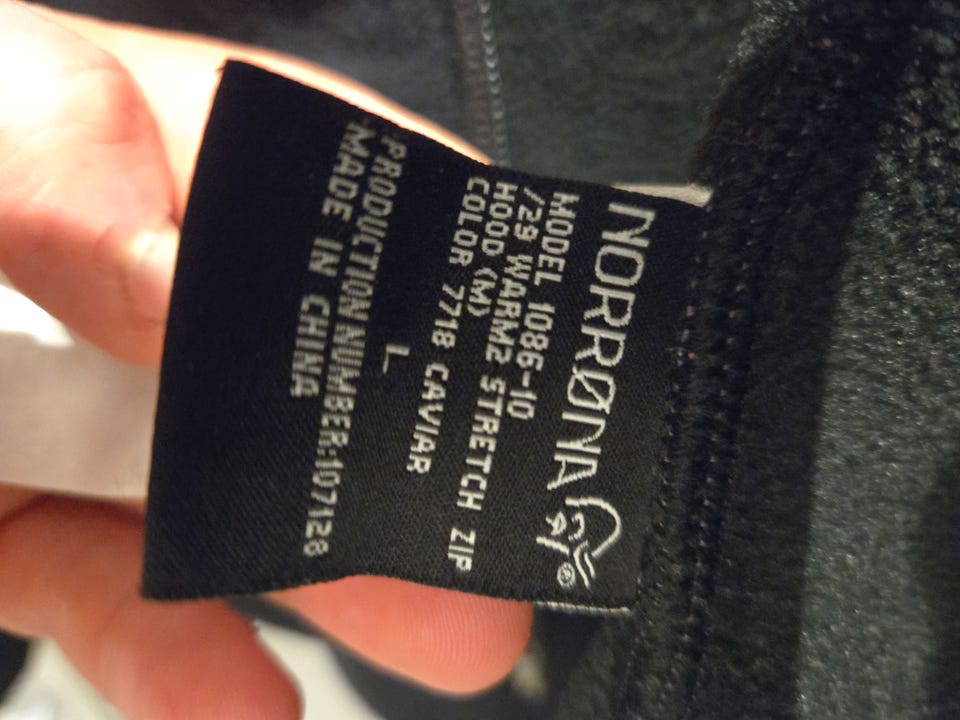 NORRØNA ®
MODEL 1086-10
/29 WARM2 STRETCH ZIP
HOOD (M)
COLOR 7718 CAVIAR
L
PRODUCTION NUMBER:107128
MADE IN CHINA